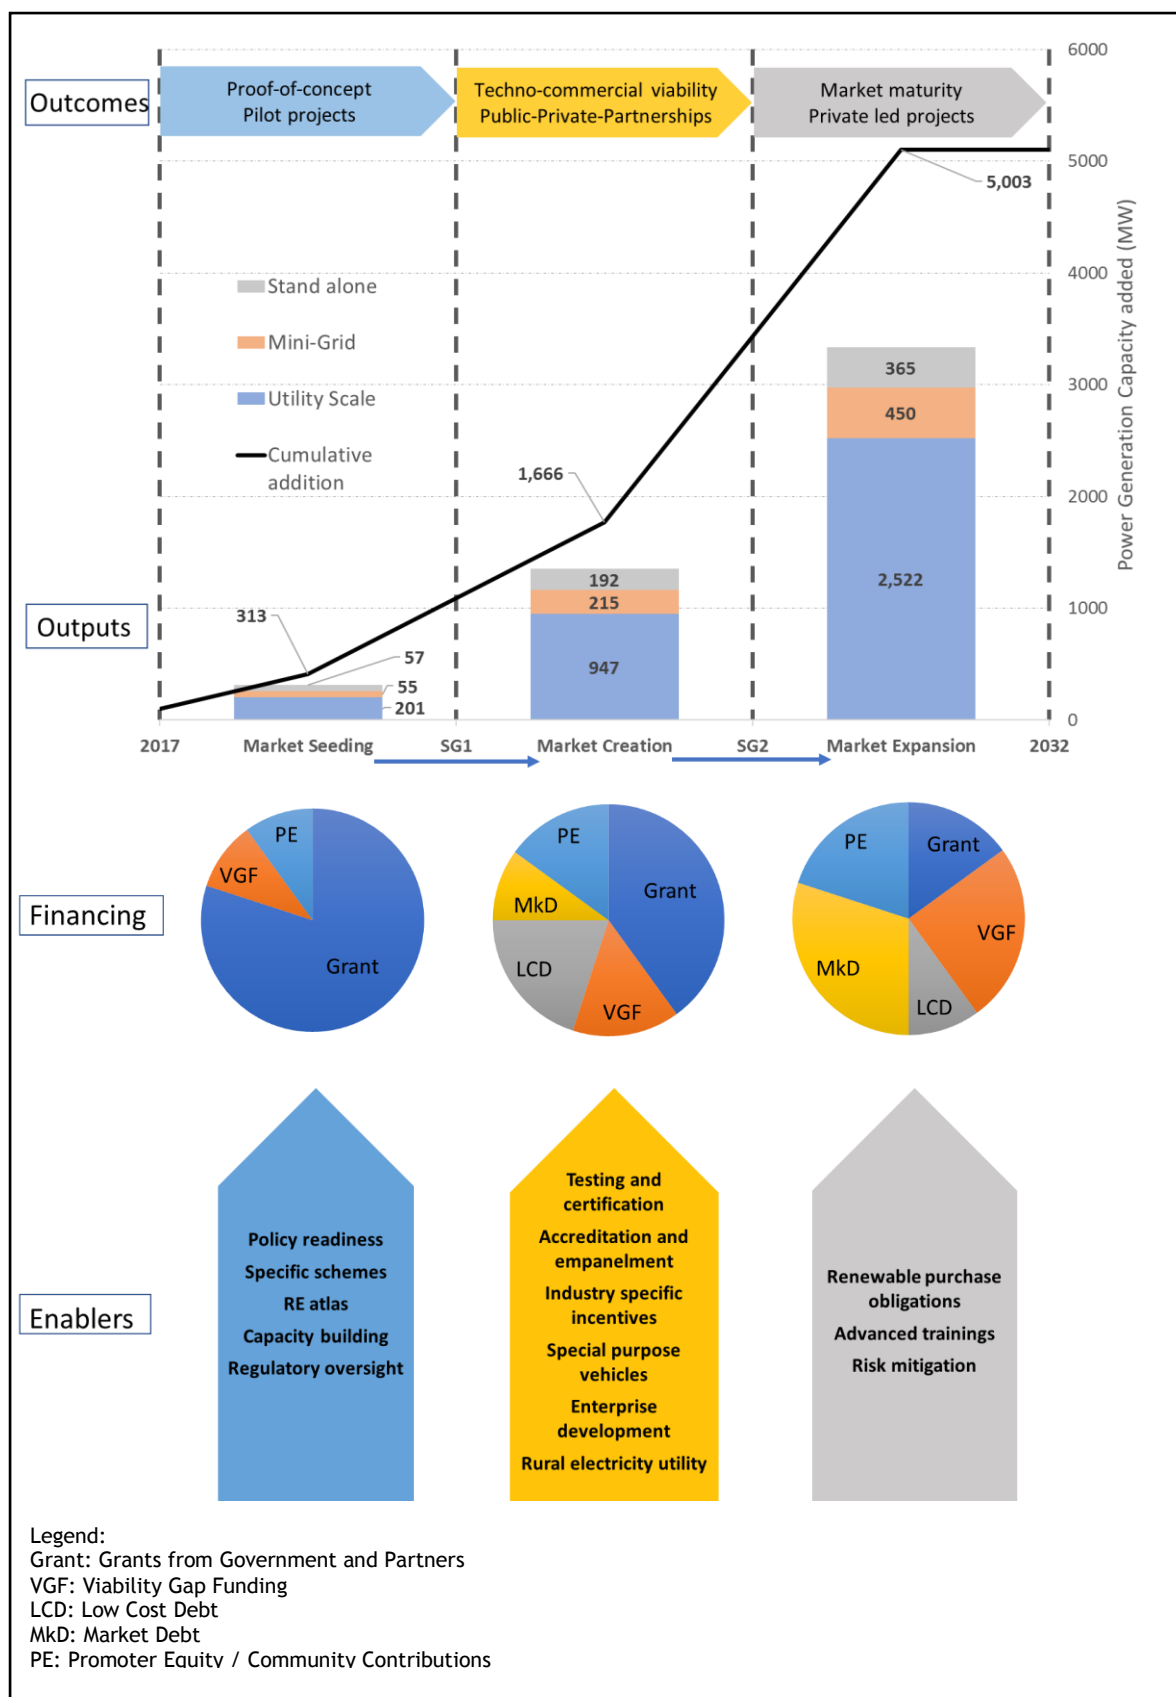 Outcomes
Proof-of-concept
Pilot projects
Techno-commercial viability
Public-Private-Partnerships
Market maturity
Private led projects
6000
5000
4000
3000
2000
1000
0
Power Generation Capacity added (MW)
5,003
Stand alone
Mini-Grid
Utility Scale
Cumulative
addition
1,666
313
57
55
201
192
215
947
365
450
2,522
Outputs
2017
Market Seeding
SG1
Market Creation
SG2
Market Expansion
2032
Financing
PE
VGF
Grant
PE
MkD
LCD
VGF
Grant
PE
Grant
VGF
MkD
LCD
Enablers
Policy readiness
Specific schemes
RE atlas
Capacity building
Regulatory oversight
Testing and
certification
Accreditation and
empanelment
Industry specific
incentives
Special purpose
vehicles
Enterprise
development
Rural electricity utility
Renewable purchase
obligations
Advanced trainings
Risk mitigation
Legend:
Grant: Grants from Government and Partners
VGF: Viability Gap Funding
LCD: Low Cost Debt
MkD: Market Debt
PE: Promoter Equity / Community Contributions